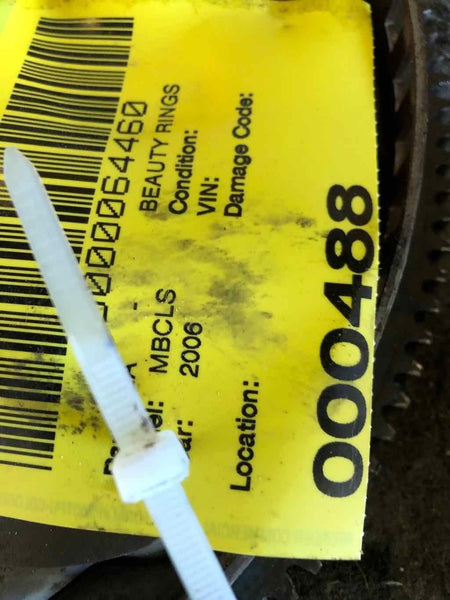 000064460
A - BEAUTY RINGS
MBCLS Condition:
2006 VIN:
Damage Code:
Location:
000488